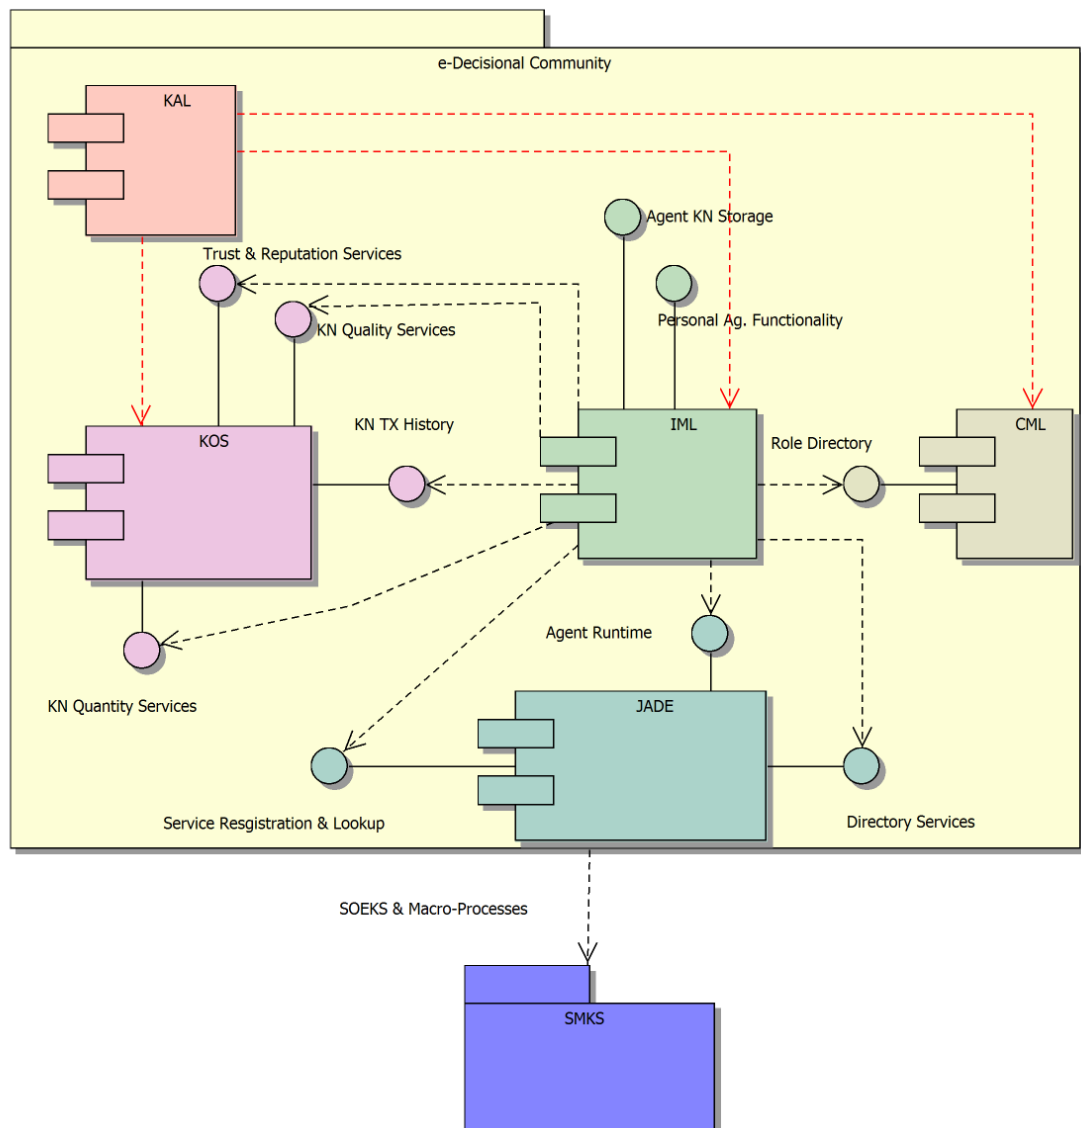 e-Decisional Community
KAL
Agent KN Storage
Trust & Reputation Services
Personal Ag. Functionality
KN Quality Services
KN TX History
IML
CML
KOS
Role Directory
Agent Runtime
KN Quantity Services
JADE
Service Resgistration & Lookup
Directory Services
SOEKS & Macro-Processes
SMKS